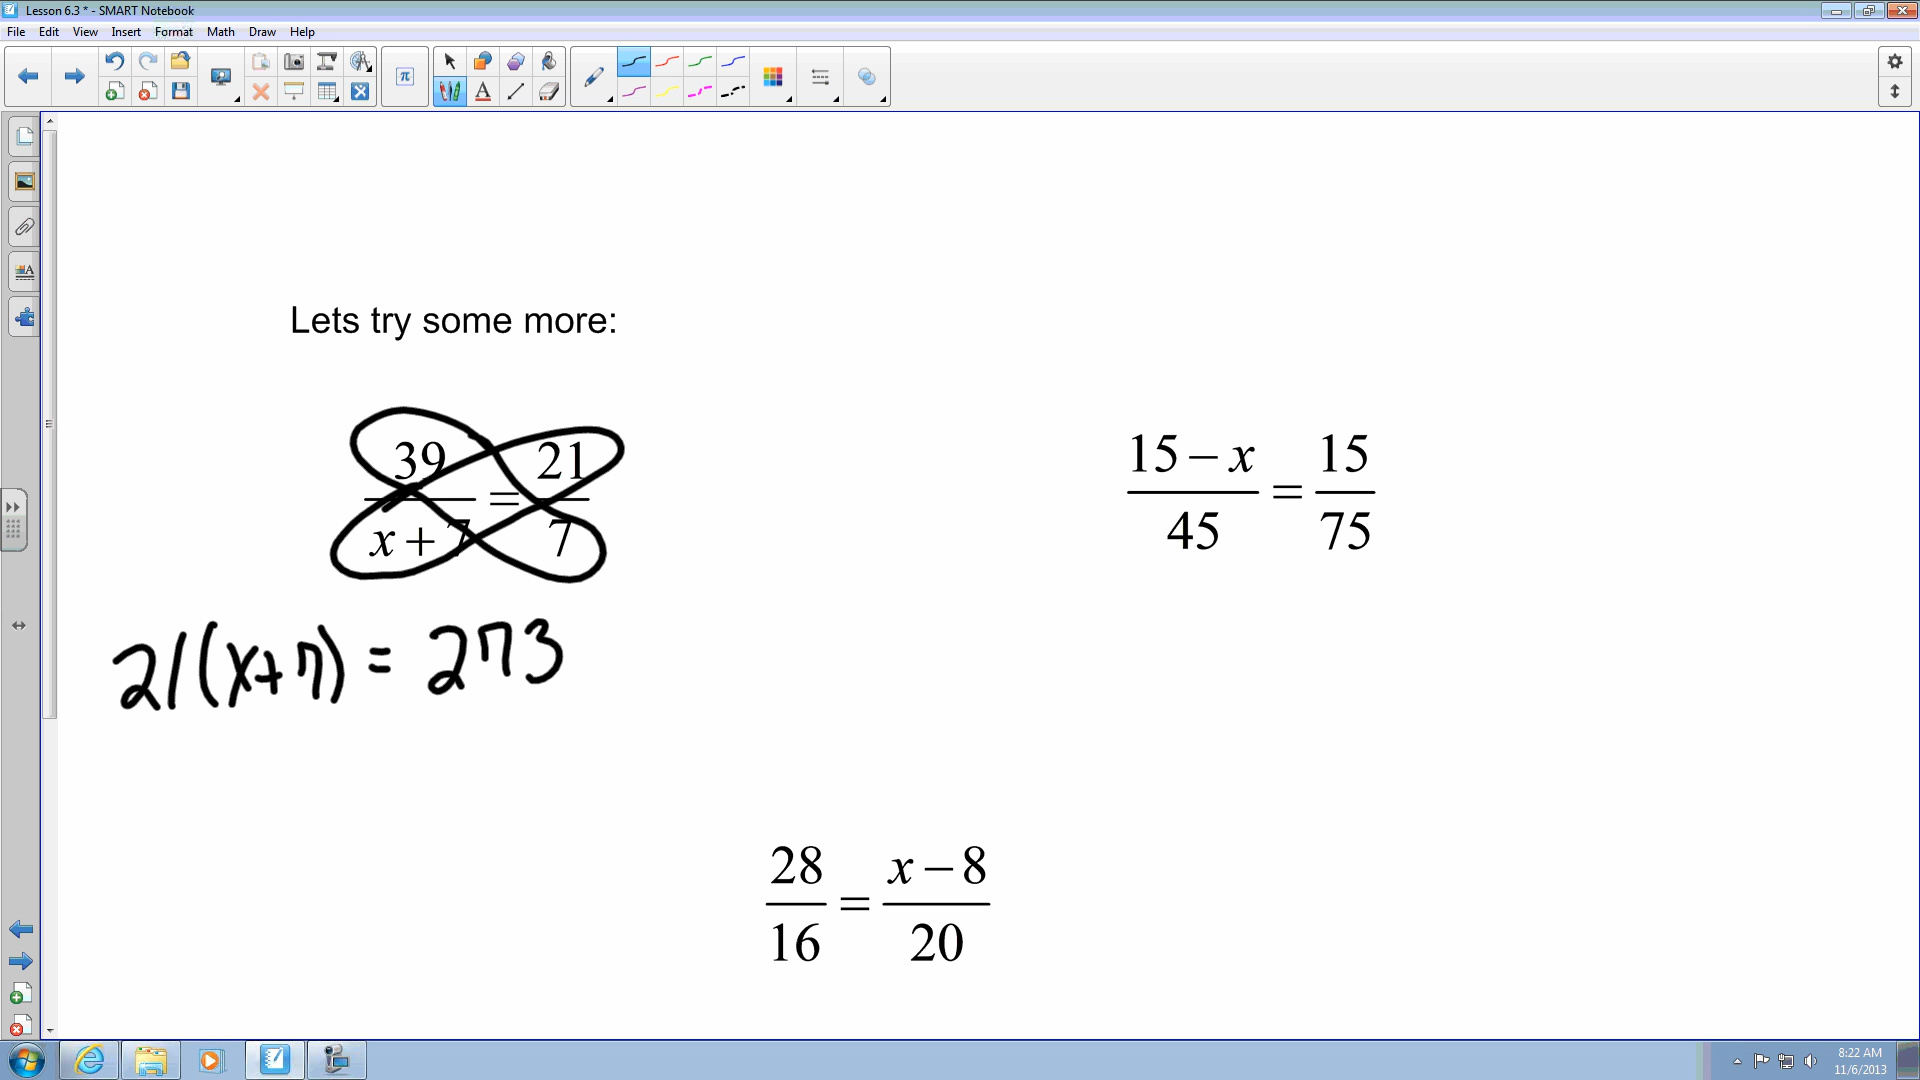 Lesson 6.3 * - SMART Notebook
File Edit View Insert Format Math Draw Help
Lets try some more:
39/(x + 7) = 21/7
(15 − x)/45 = 15/75
21(x+7) = 273
28/16 = (x − 8)/20
8:22 AM
11/6/2013